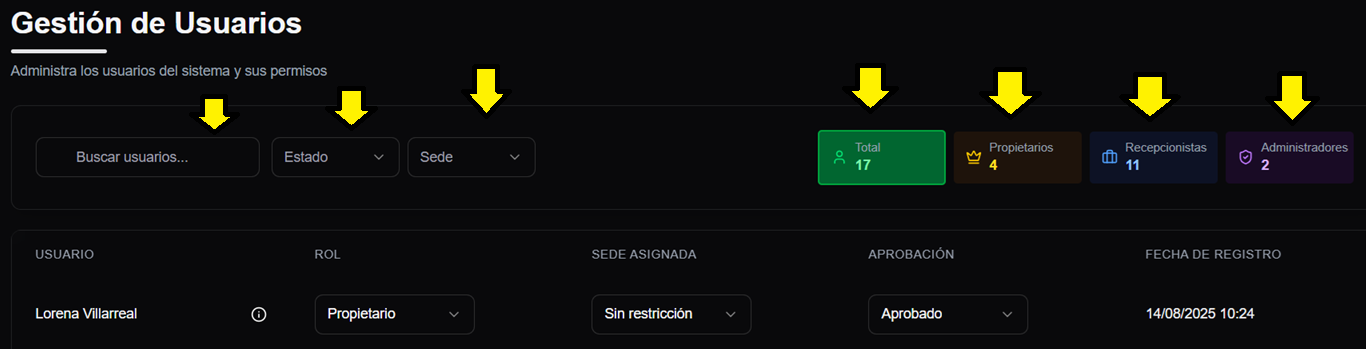 Gestión de Usuarios
Administra los usuarios del sistema y sus permisos
Buscar usuarios... Estado Sede
Total Propietarios Recepcionistas Administradores
17 4 11 2
USUARIO ROL SEDE ASIGNADA APROBACIÓN FECHA DE REGISTRO
Lorena Villarreal Propietario Sin restricción Aprobado 14/08/2025 10:24